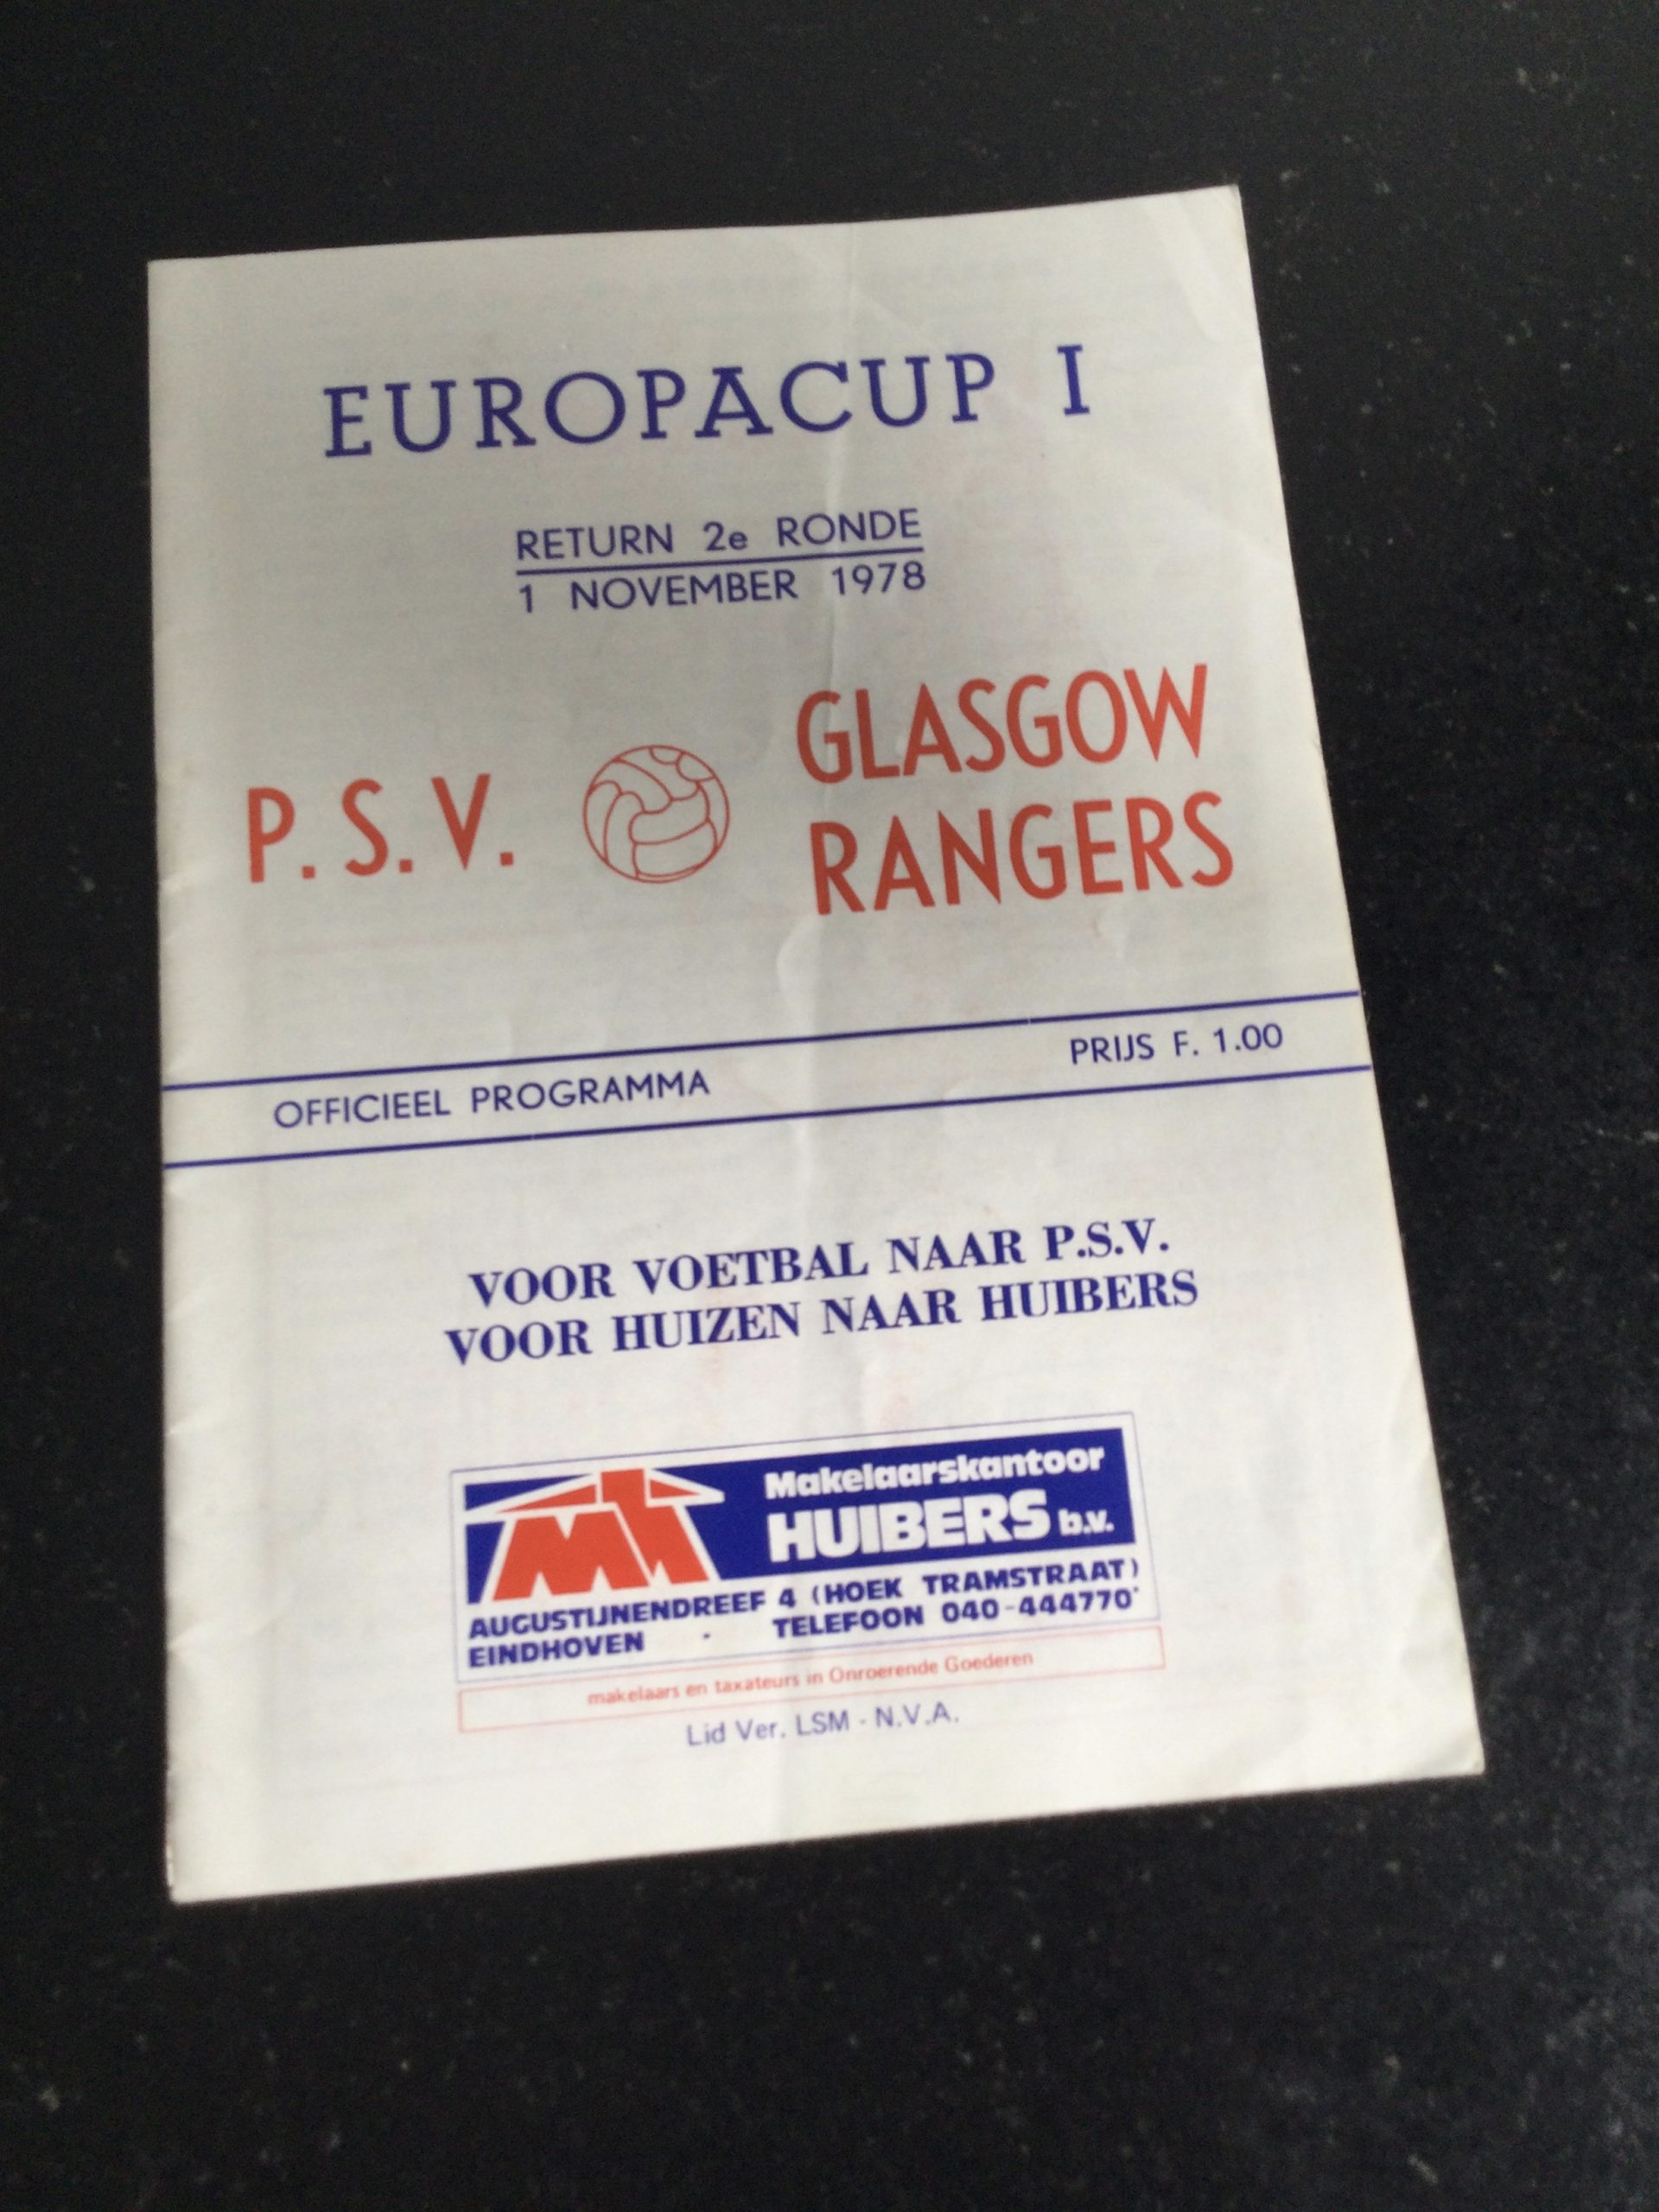 EUROPACUP I
RETURN 2e RONDE
1 NOVEMBER 1978
P.S.V.
GLASGOW
RANGERS
OFFICIEEL PROGRAMMA PRIJS F. 1.00
VOOR VOETBAL NAAR P.S.V.
VOOR HUIZEN NAAR HUIBERS
Makelaarskantoor
HUIBERS b.v.
AUGUSTIJNENDREEF 4 (HOEK TRAMSTRAAT)
EINDHOVEN · TELEFOON 040-444770*
makelaars en taxateurs in Onroerende Goederen
Lid Ver. LSM - N.V.A.